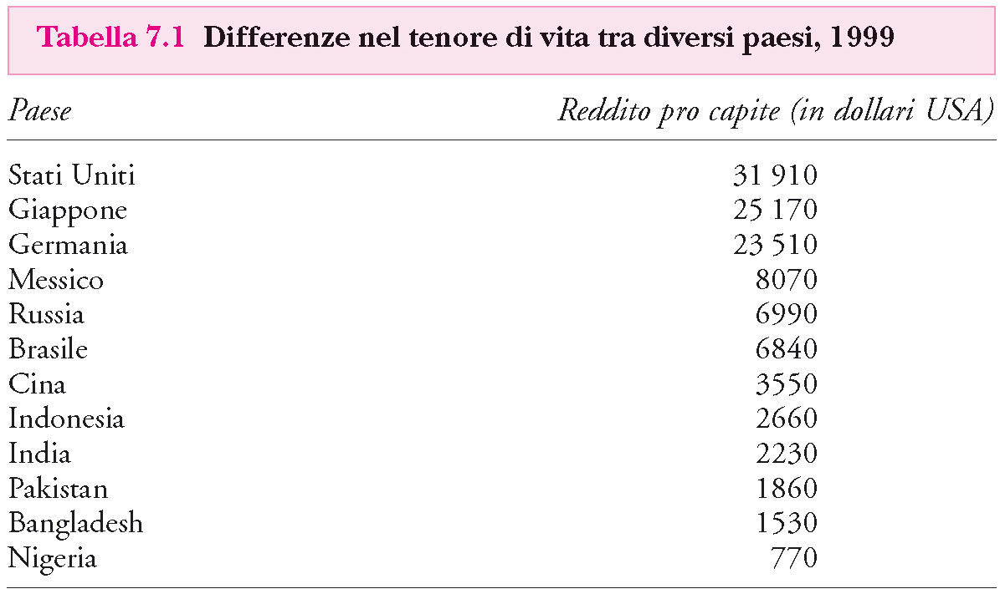 Tabella 7.1 Differenze nel tenore di vita tra diversi paesi, 1999
Paese Reddito pro capite (in dollari USA)
Stati Uniti 31 910
Giappone 25 170
Germania 23 510
Messico 8070
Russia 6990
Brasile 6840
Cina 3550
Indonesia 2660
India 2230
Pakistan 1860
Bangladesh 1530
Nigeria 770